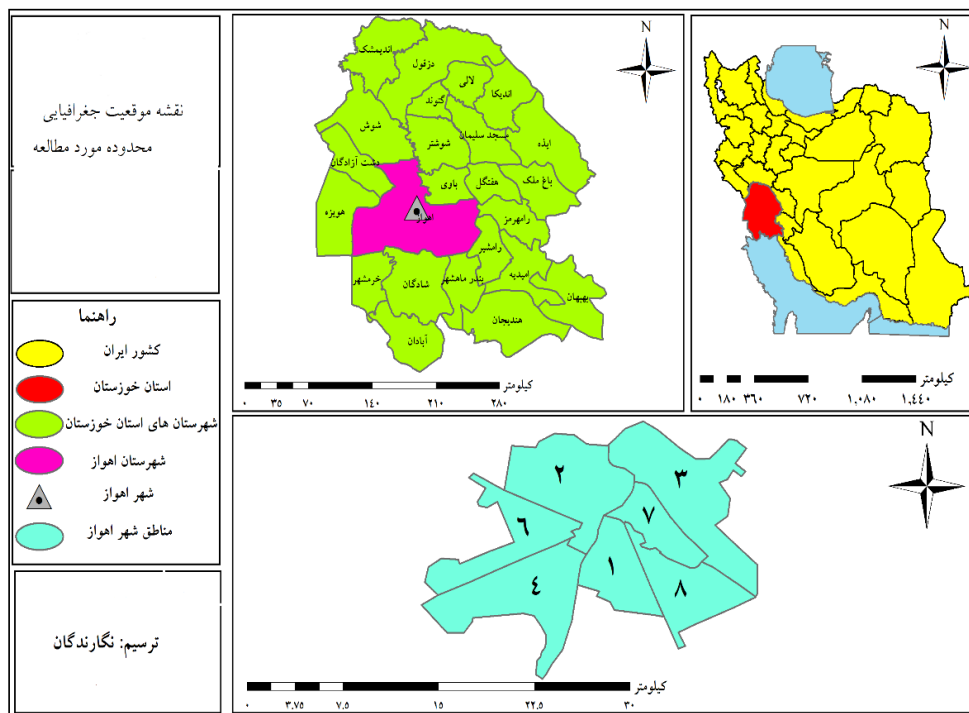 نقشه موقعیت جغرافیایی
محدوده مورد مطالعه
راهنما
کشور ایران
استان خوزستان
شهرستان های استان خوزستان
شهرستان اهواز
شهر اهواز
مناطق شهر اهواز
ترسیم: نگارندگان
N
اندیمشک
دزفول
لالی
اندیکا
گتوند
شوش
مسجد سلیمان
ایذه
شوشتر
دشت آزادگان
باغ ملک
هفتگل
باوی
هویزه
اهواز
رامهرمز
رامشیر
امیدیه
بندر ماهشهر
خرمشهر
شادگان
بهبهان
هندیجان
آبادان
کیلومتر
۰ ۳۵ ۷۰ ۱۴۰ ۲۱۰ ۲۸۰
N
کیلومتر
۰ ۱۸۰ ۳۶۰ ۷۲۰ ۱,۰۸۰ ۱,۴۴۰
N
۲
۳
۶
۷
۱
۴
۸
کیلومتر
۰ ۳.۷۵ ۷.۵ ۱۵ ۲۲.۵ ۳۰